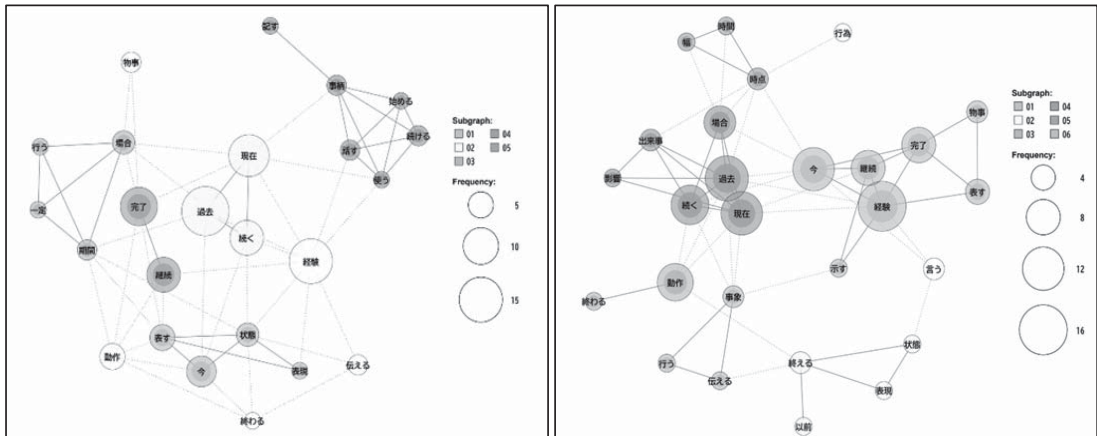 記す
物事
事柄
始める
続ける
話す
使う
行う
場合
現在
一定
完了
過去
続く
期間
継続
経験
表す
状態
動作
今
表現
伝える
終わる
Subgraph:
01 04
02 05
03
Frequency:
5
10
15
時間
幅
行為
時点
場合
物事
出来事
完了
過去
今
継続
影響
続く
現在
経験
表す
示す
言う
動作
事象
終わる
状態
行う
伝える
終える
表現
以前
Subgraph:
01 04
02 05
03 06
Frequency:
4
8
12
16